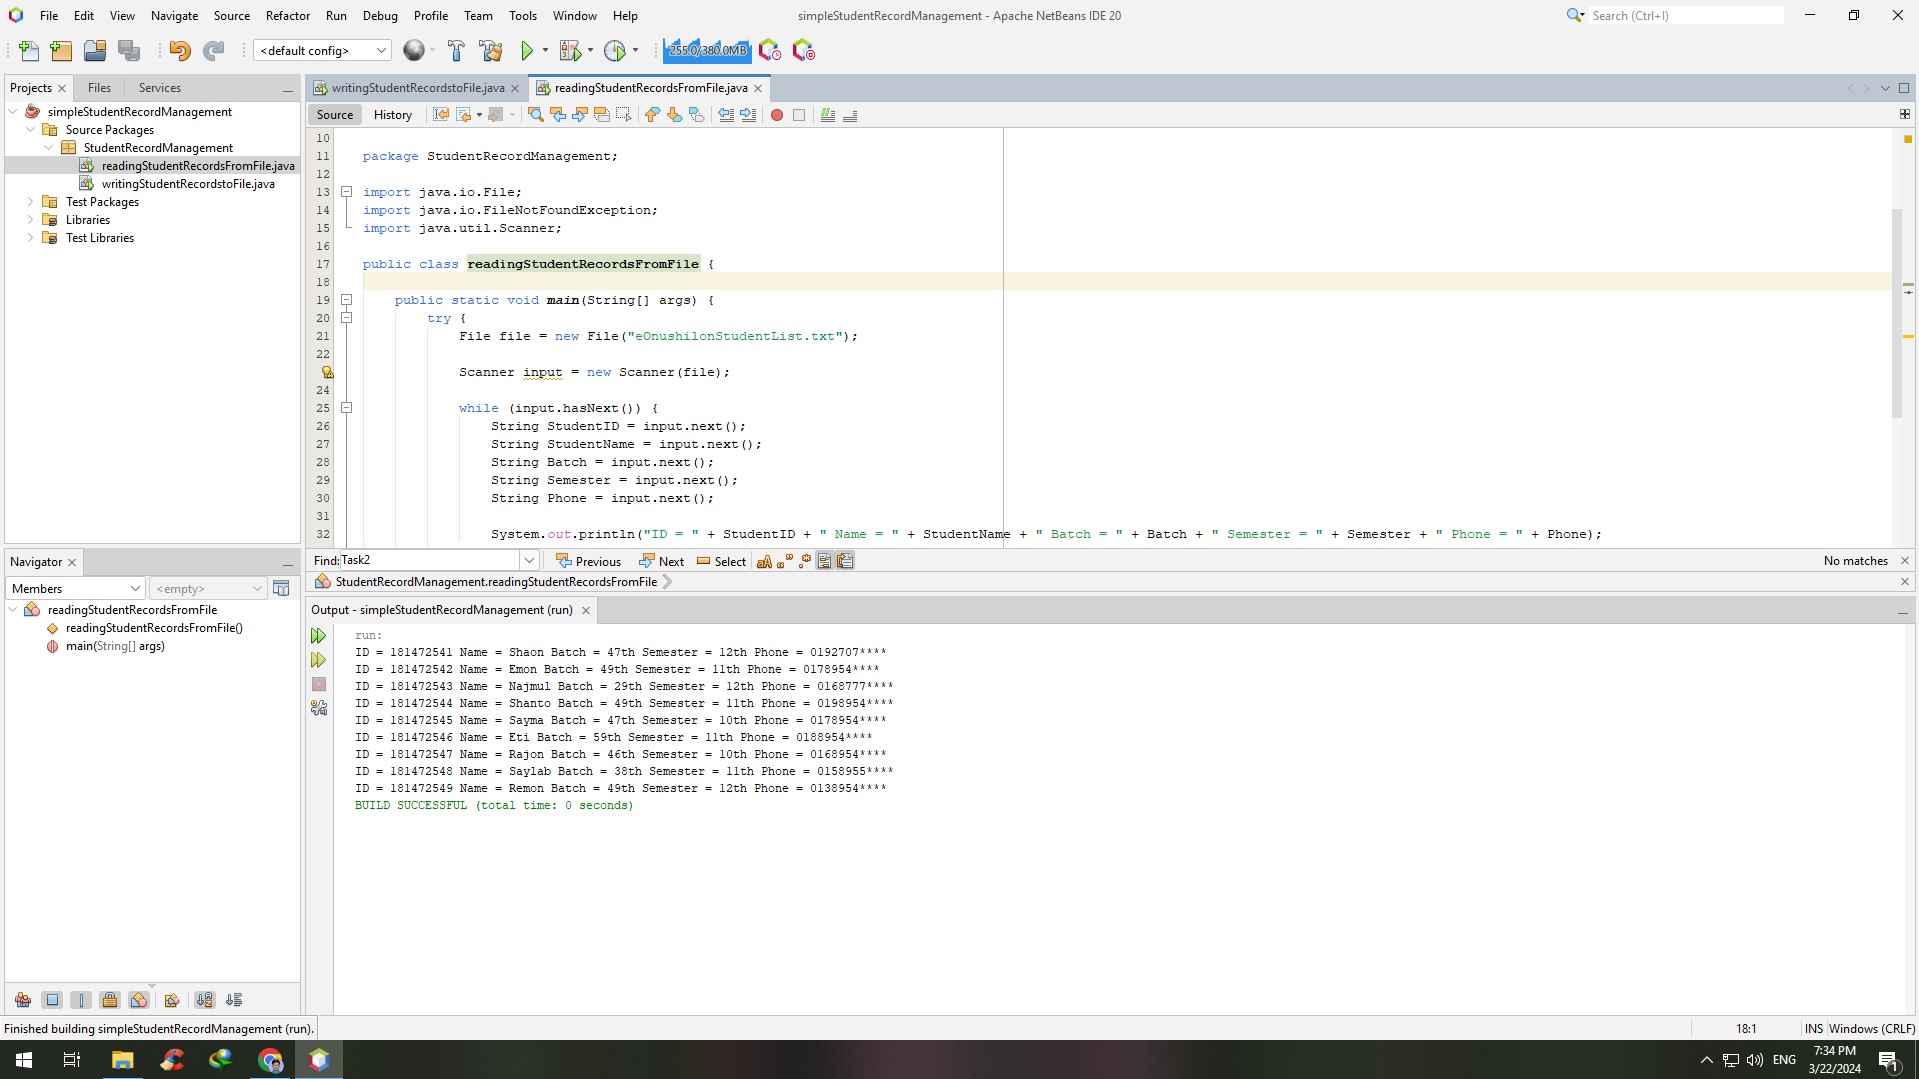 File Edit View Navigate Source Refactor Run Debug Profile Team Tools Window Help
simpleStudentRecordManagement - Apache NetBeans IDE 20
Search (Ctrl+I)
<default config>
255.0/380.0MB
Projects Files Services
simpleStudentRecordManagement
Source Packages
StudentRecordManagement
readingStudentRecordsFromFile.java
writingStudentRecordstoFile.java
Test Packages
Libraries
Test Libraries
writingStudentRecordstoFile.java readingStudentRecordsFromFile.java
Source History
10
11 package StudentRecordManagement;
12
13 import java.io.File;
14 import java.io.FileNotFoundException;
15 import java.util.Scanner;
16
17 public class readingStudentRecordsFromFile {
18
19 public static void main(String[] args) {
20 try {
21 File file = new File("eOnushilonStudentList.txt");
22
Scanner input = new Scanner(file);
24
25 while (input.hasNext()) {
26 String StudentID = input.next();
27 String StudentName = input.next();
28 String Batch = input.next();
29 String Semester = input.next();
30 String Phone = input.next();
31
32 System.out.println("ID = " + StudentID + " Name = " + StudentName + " Batch = " + Batch + " Semester = " + Semester + " Phone = " + Phone);
Find: Task2 Previous Next Select No matches
StudentRecordManagement.readingStudentRecordsFromFile
Navigator
Members <empty>
readingStudentRecordsFromFile
readingStudentRecordsFromFile()
main(String[] args)
Output - simpleStudentRecordManagement (run)
run:
ID = 181472541 Name = Shaon Batch = 47th Semester = 12th Phone = 0192707****
ID = 181472542 Name = Emon Batch = 49th Semester = 11th Phone = 0178954****
ID = 181472543 Name = Najmul Batch = 29th Semester = 12th Phone = 0168777****
ID = 181472544 Name = Shanto Batch = 49th Semester = 11th Phone = 0198954****
ID = 181472545 Name = Sayma Batch = 47th Semester = 10th Phone = 0178954****
ID = 181472546 Name = Eti Batch = 59th Semester = 11th Phone = 0188954****
ID = 181472547 Name = Rajon Batch = 46th Semester = 10th Phone = 0168954****
ID = 181472548 Name = Saylab Batch = 38th Semester = 11th Phone = 0158955****
ID = 181472549 Name = Remon Batch = 49th Semester = 12th Phone = 0138954****
BUILD SUCCESSFUL (total time: 0 seconds)
Finished building simpleStudentRecordManagement (run).
18:1 INS Windows (CRLF)
ENG
7:34 PM
3/22/2024
1